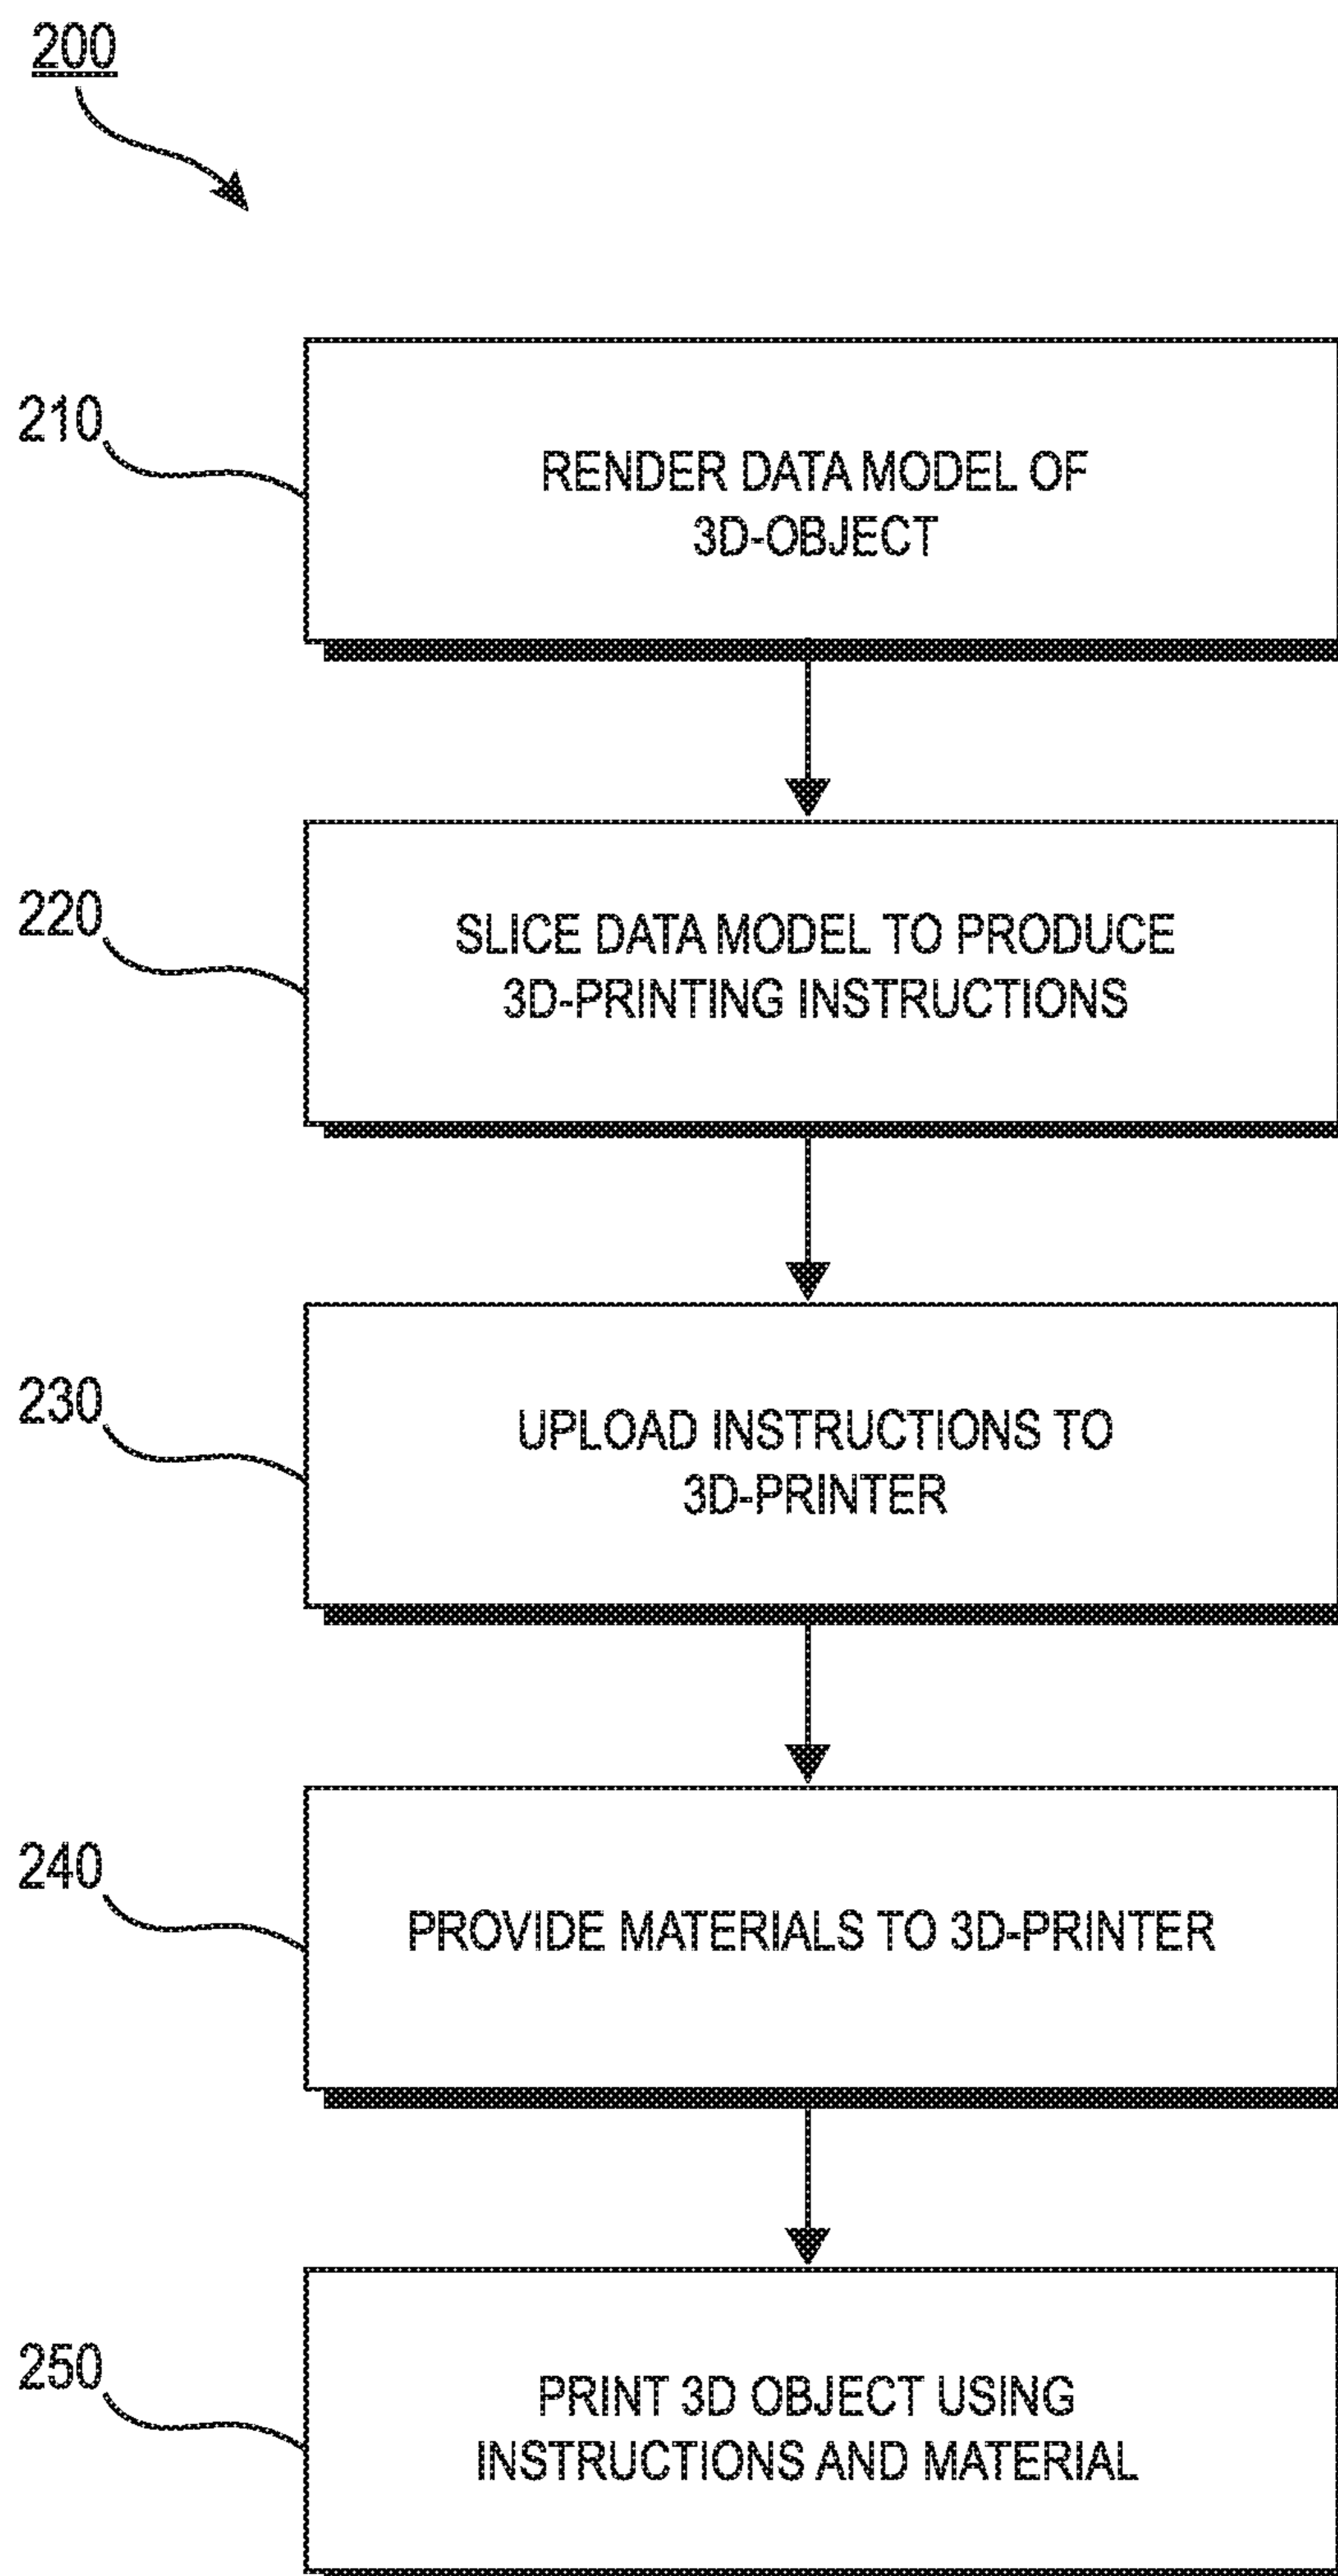 200
210
RENDER DATA MODEL OF
3D-OBJECT
220
SLICE DATA MODEL TO PRODUCE
3D-PRINTING INSTRUCTIONS
230
UPLOAD INSTRUCTIONS TO
3D-PRINTER
240
PROVIDE MATERIALS TO 3D-PRINTER
250
PRINT 3D OBJECT USING
INSTRUCTIONS AND MATERIAL